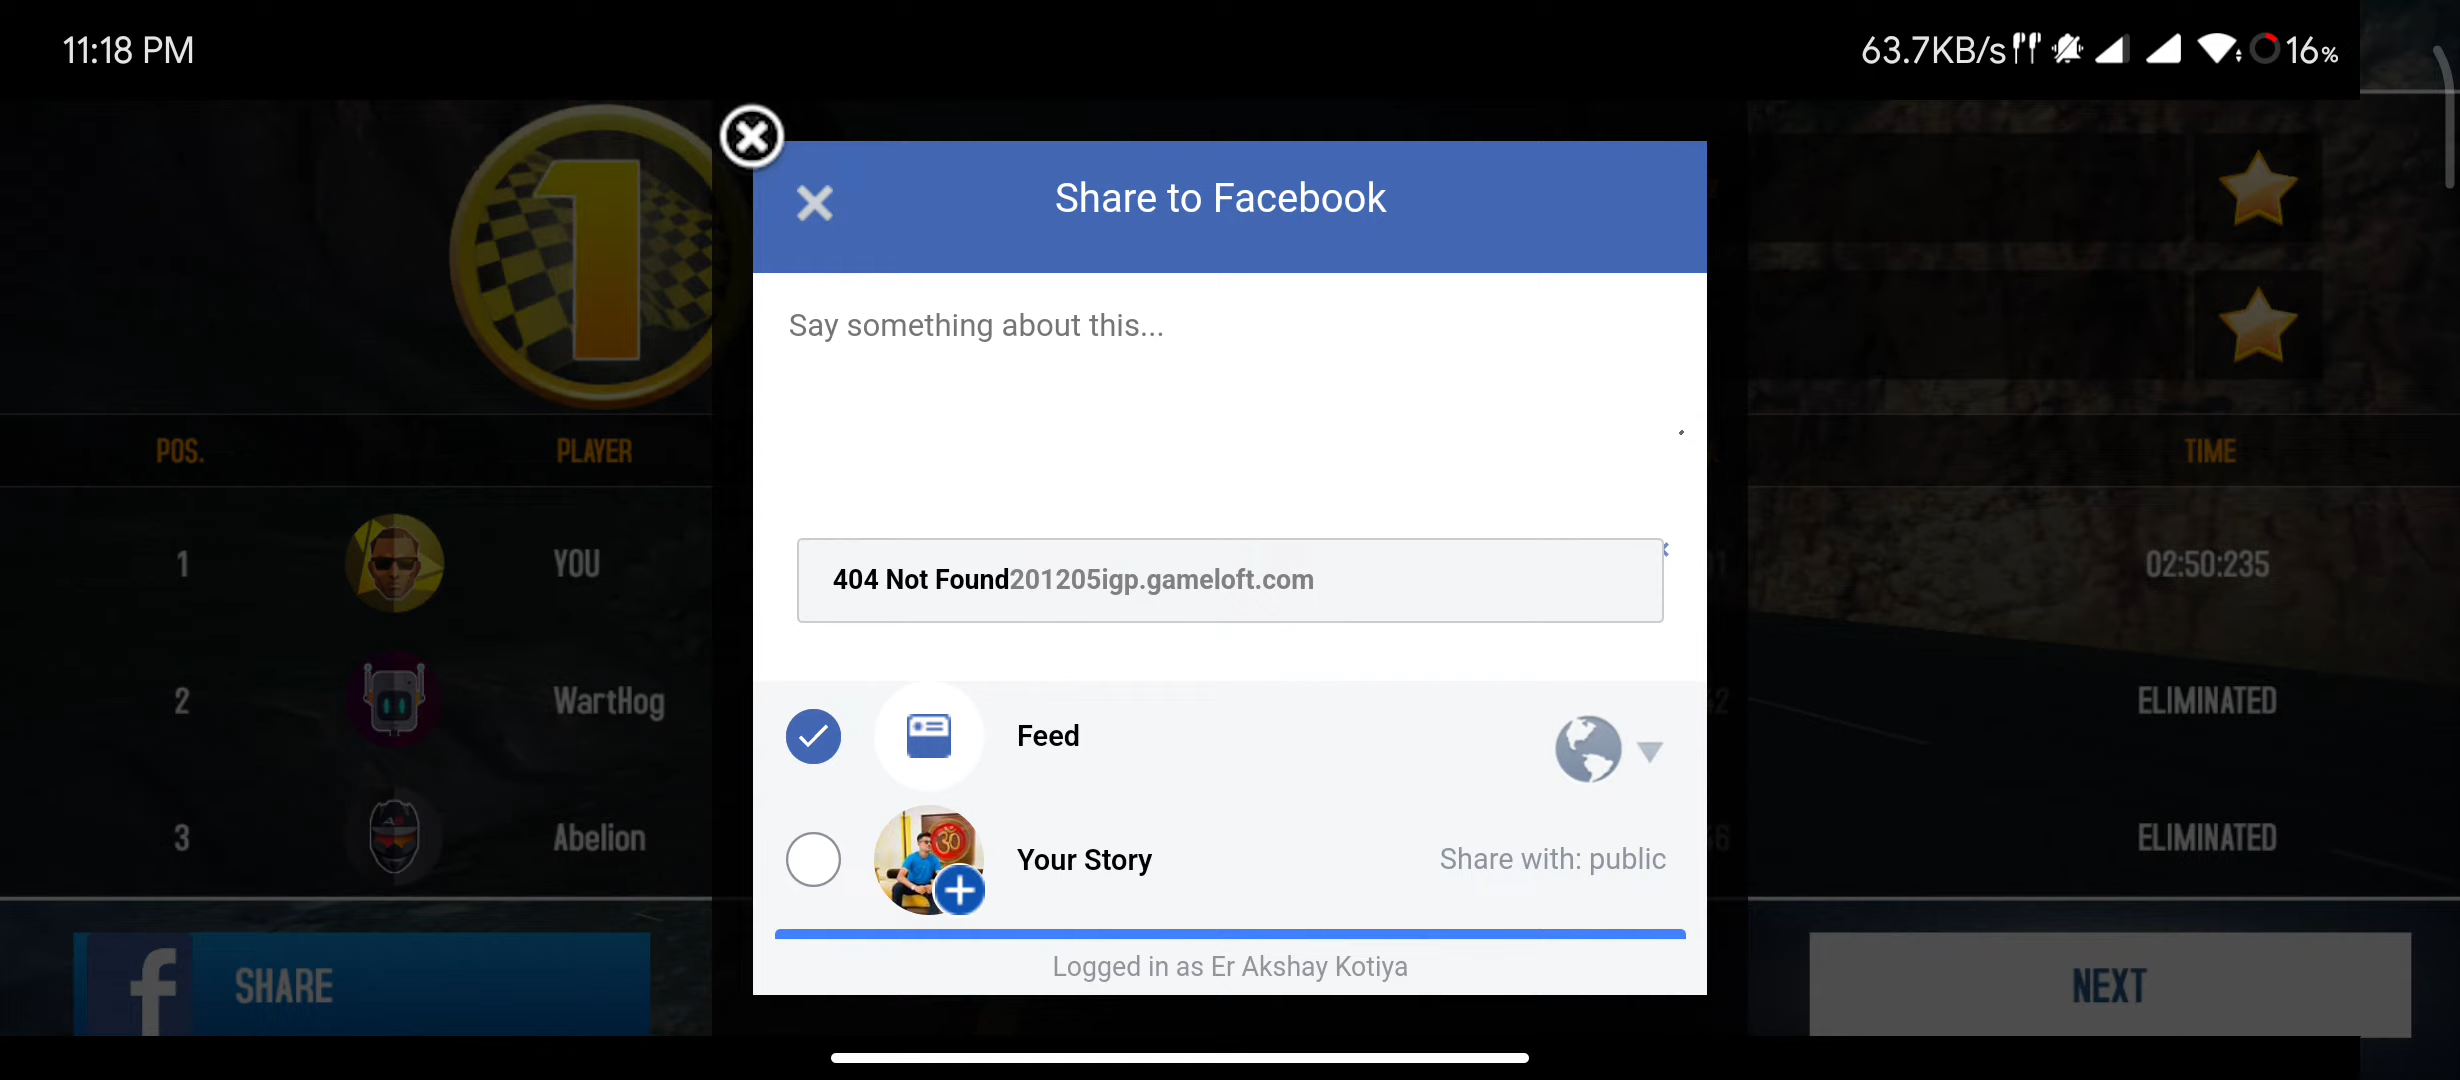 11:18 PM
63.7KB/s 16%
Share to Facebook
Say something about this...
404 Not Found201205igp.gameloft.com
Feed
Your Story Share with: public
Logged in as Er Akshay Kotiya
POS. PLAYER TIME
1 YOU 02:50:235
2 WartHog ELIMINATED
3 Abelion ELIMINATED
f SHARE
NEXT
1